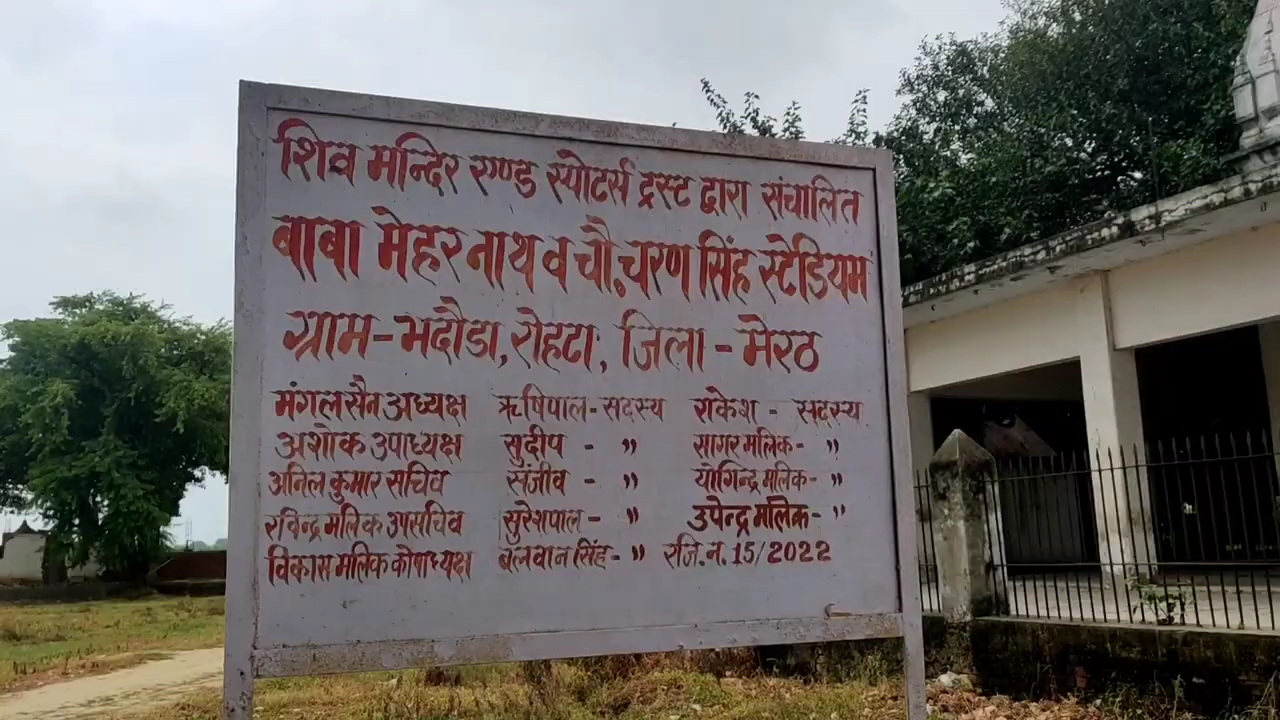 शिव मन्दिर एण्ड स्पोटर्स ट्रस्ट द्वारा संचालित
बाबा मेहर नाथ व चौ. चरण सिंह स्टेडियम
ग्राम-भदौडा, रोहटा, जिला - मेरठ
मंगल सैन अध्यक्ष ऋषिपाल - सदस्य राकेश - सदस्य
अशोक उपाध्यक्ष सुदीप - " सागर मलिक - "
अनिल कुमार सचिव संजीव - " योगिन्द्र मलिक - "
रविन्द्र मलिक उपसचिव सुरेशपाल - " उपेन्द्र मलिक - "
विकास मलिक कोषाध्यक्ष बलवान सिंह - " रजि. न. 15/2022